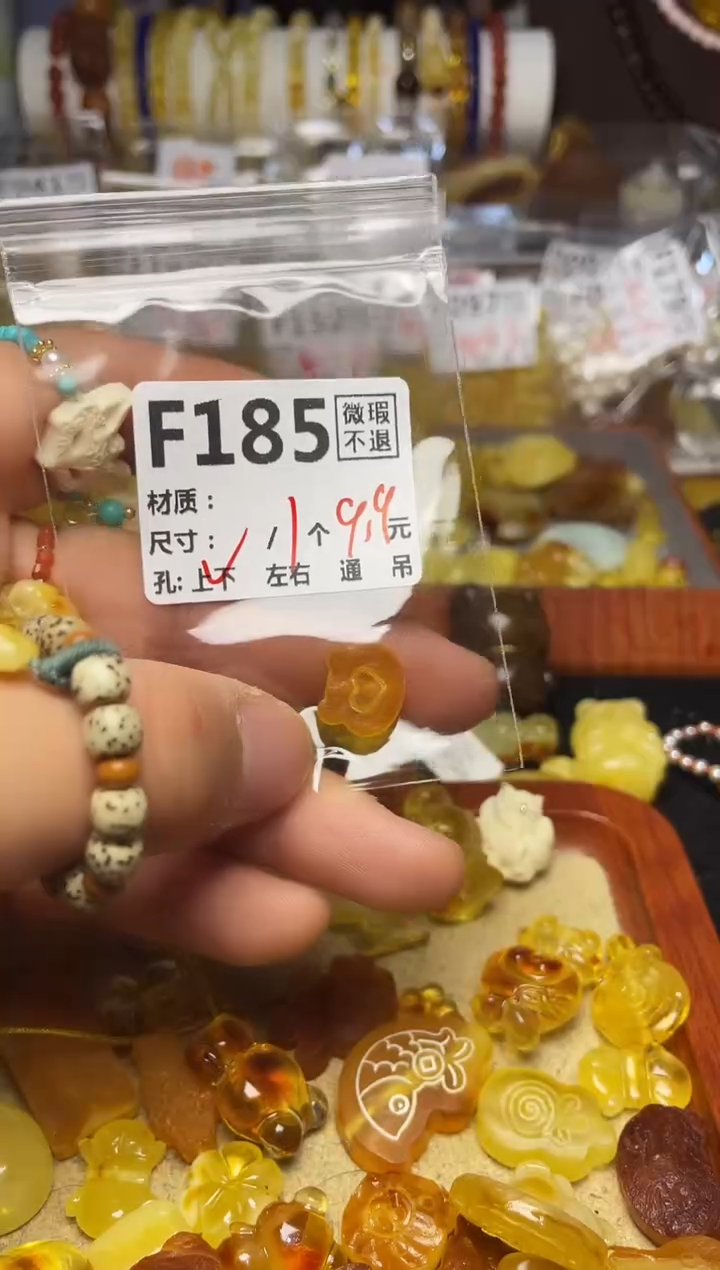 F185 微瑕
不退
材质：
尺寸： / 1 个 9.9 元
孔: 上下 左右 通 吊